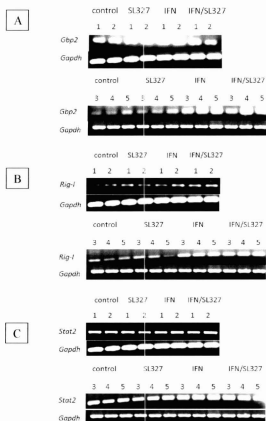 A
control SL327 IFN IFN/SL327
1 2 1 2 1 2 1 2
Gbp2
Gapdh
control SL327 IFN IFN/SL327
3 4 5 3 4 5 3 4 5 3 4 5
Gbp2
Gapdh
B
control SL327 IFN IFN/SL327
1 2 1 2 1 2 1 2
Rig-I
Gapdh
control SL327 IFN IFN/SL327
3 4 5 3 4 5 3 4 5 3 4 5
Rig-I
Gapdh
C
control SL327 IFN IFN/SL327
1 2 1 2 1 2 1 2
Stat2
Gapdh
control SL327 IFN IFN/SL327
3 4 5 3 4 5 3 4 5 3 4 5
Stat2
Gapdh